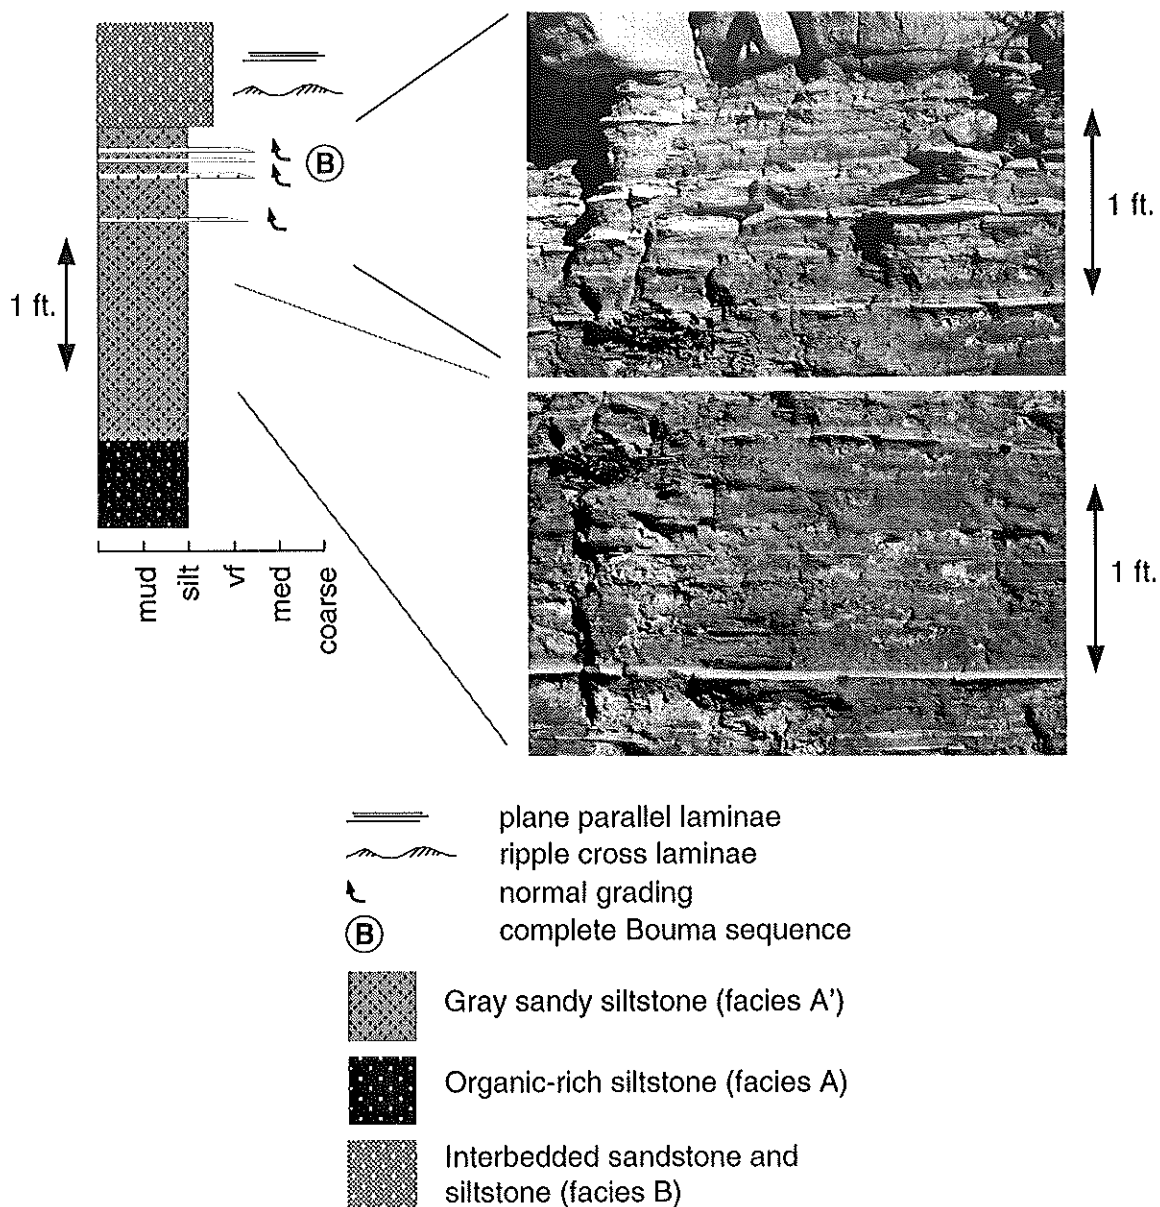 B
1 ft.
1 ft.
1 ft.
mud
silt
vf
med
coarse
plane parallel laminae
ripple cross laminae
normal grading
B
complete Bouma sequence
Gray sandy siltstone (facies A')
Organic-rich siltstone (facies A)
Interbedded sandstone and
siltstone (facies B)